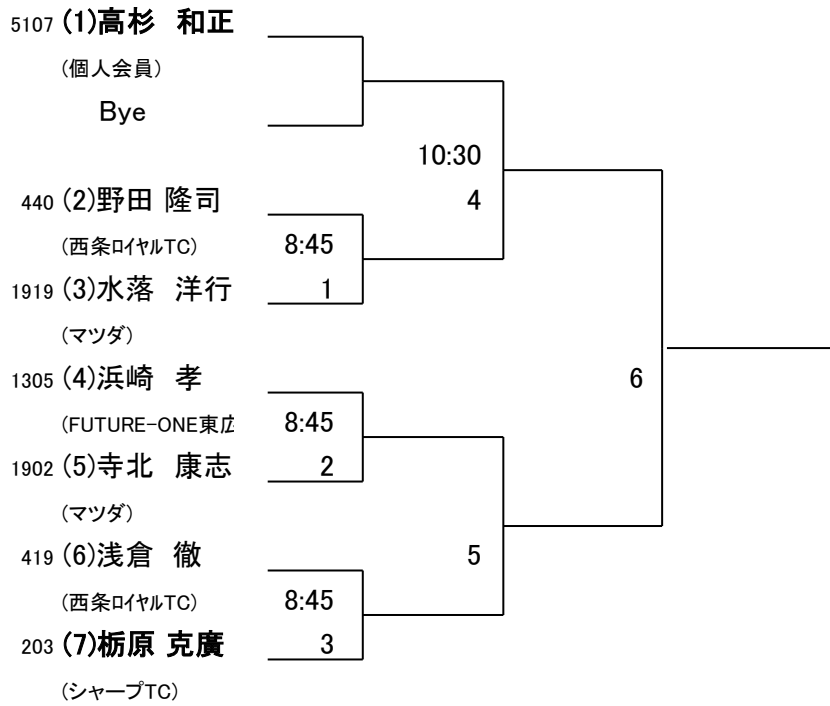 5107 (1)高杉　和正
(個人会員)
Bye
10:30
440 (2)野田 隆司
4
(西条ロイヤルTC)
8:45
1919 (3)水落　洋行
1
(マツダ)
1305 (4)浜崎　孝
6
(FUTURE-ONE東広
8:45
1902 (5)寺北　康志
2
(マツダ)
419 (6)浅倉　徹
5
(西条ロイヤルTC)
8:45
203 (7)栃原 克廣
3
(シャープTC)